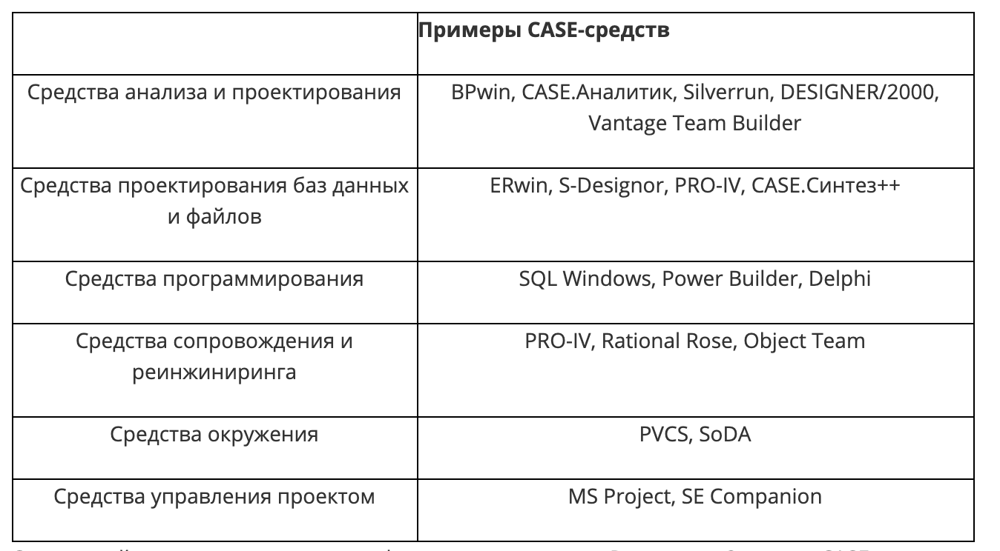 Примеры CASE-средств
Средства анализа и проектирования
BPwin, CASE.Аналитик, Silverrun, DESIGNER/2000,
Vantage Team Builder
Средства проектирования баз данных
и файлов
ERwin, S-Designor, PRO-IV, CASE.Синтез++
Средства программирования
SQL Windows, Power Builder, Delphi
Средства сопровождения и
реинжиниринга
PRO-IV, Rational Rose, Object Team
Средства окружения
PVCS, SoDA
Средства управления проектом
MS Project, SE Companion